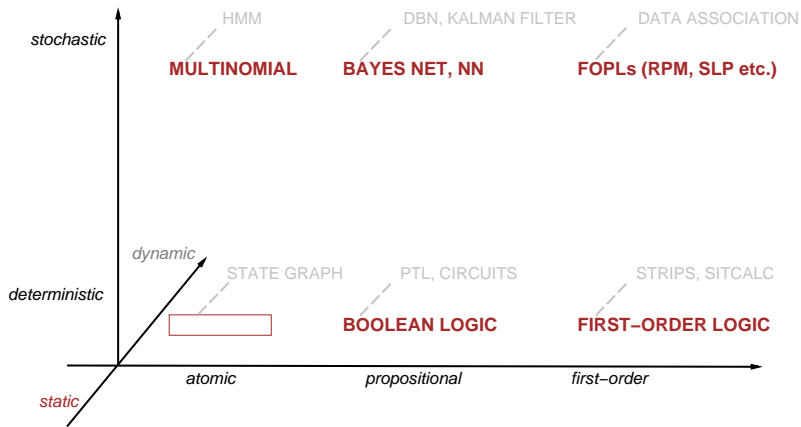 HMM
DBN, KALMAN FILTER
DATA ASSOCIATION
stochastic
MULTINOMIAL
BAYES NET, NN
FOPLs (RPM, SLP etc.)
dynamic
STATE GRAPH
PTL, CIRCUITS
STRIPS, SITCALC
deterministic
BOOLEAN LOGIC
FIRST−ORDER LOGIC
atomic
propositional
first−order
static